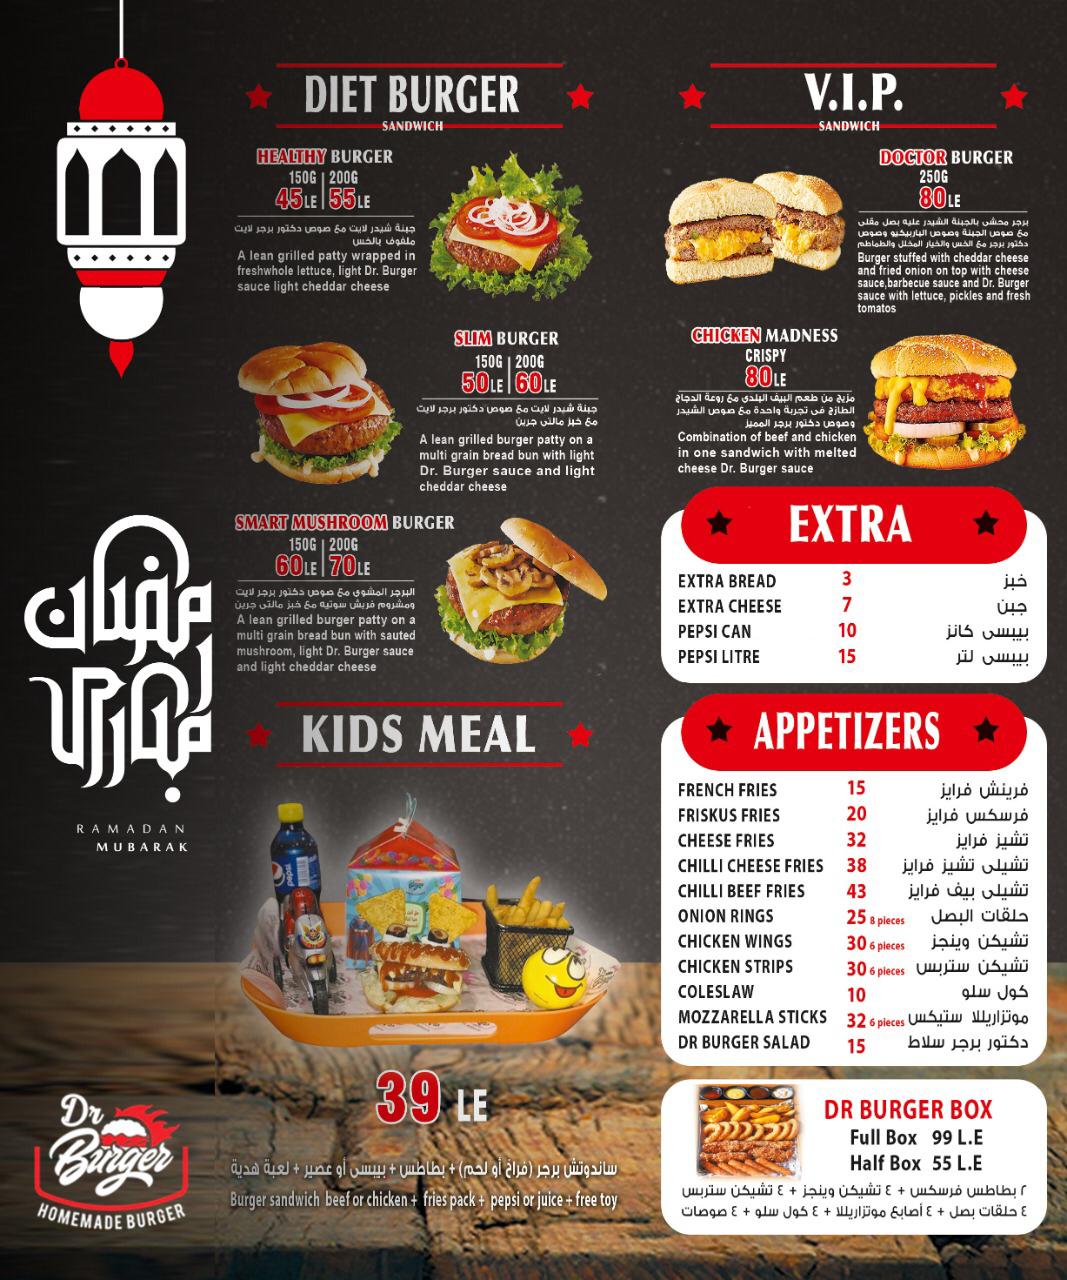 DIET BURGER
SANDWICH
HEALTHY BURGER
150G | 200G
45LE | 55LE
جبنة شيدر لايت مع صوص دكتور برجر لايت
ملفوف بالخس
A lean grilled patty wrapped in
freshwhole lettuce, light Dr. Burger
sauce light cheddar cheese
SLIM BURGER
150G | 200G
50LE | 60LE
جبنة شيدر لايت مع صوص دكتور برجر لايت
مع خبز مالتى جرين
A lean grilled burger patty on a
multi grain bread bun with light
Dr. Burger sauce and light
cheddar cheese
SMART MUSHROOM BURGER
150G | 200G
60LE | 70LE
البرجر المشوى مع صوص دكتور برجر لايت
ومشروم فريش سوتيه مع خبز مالتى جرين
A lean grilled burger patty on a
multi grain bread bun with sauted
mushroom, light Dr. Burger sauce
and light cheddar cheese
KIDS MEAL
pepsi
39 LE
ساندوتش برجر (فراخ أو لحم) + بطاطس + بيبسى أو عصير + لعبة هدية
Burger sandwich beef or chicken + fries pack + pepsi or juice + free toy
V.I.P.
SANDWICH
DOCTOR BURGER
250G
80LE
برجر محشى بالجبنة الشيدر عليه بصل مقلى
مع صوص الجبنة وصوص الباربيكيو وصوص
دكتور برجر مع الخس والخيار المخلل والطماطم
Burger stuffed with cheddar cheese
and fried onion on top with cheese
sauce,barbecue sauce and Dr. Burger
sauce with lettuce, pickles and fresh
tomatos
CHICKEN MADNESS
CRISPY
80LE
مزيج من طعم البيف البلدى مع روعة الدجاج
الطازج فى تجربة واحدة مع صوص الشيدر
وصوص دكتور برجر المميز
Combination of beef and chicken
in one sandwich with melted
cheese Dr. Burger sauce
EXTRA
EXTRA BREAD 3 خبز
EXTRA CHEESE 7 جبن
PEPSI CAN 10 بيبسى كانز
PEPSI LITRE 15 بيبسى لتر
APPETIZERS
FRENCH FRIES 15 فرينش فرايز
FRISKUS FRIES 20 فرسكس فرايز
CHEESE FRIES 32 تشيز فرايز
CHILLI CHEESE FRIES 38 تشيلى تشيز فرايز
CHILLI BEEF FRIES 43 تشيلى بيف فرايز
ONION RINGS 25 8 pieces حلقات البصل
CHICKEN WINGS 30 6 pieces تشيكن وينجز
CHICKEN STRIPS 30 6 pieces تشيكن ستربس
COLESLAW 10 كول سلو
MOZZARELLA STICKS 32 6 pieces موتزاريللا ستيكس
DR BURGER SALAD 15 دكتور برجر سلاط
DR BURGER BOX
Full Box 99 L.E
Half Box 55 L.E
٢ بطاطس فرسكس + ٤ تشيكن وينجز + ٤ تشيكن ستربس
٤ حلقات بصل + ٤ أصابع موتزاريللا + ٤ كول سلو + ٤ صوصات
رمضان
مبارك
RAMADAN
MUBARAK
Dr
Burger
HOMEMADE BURGER